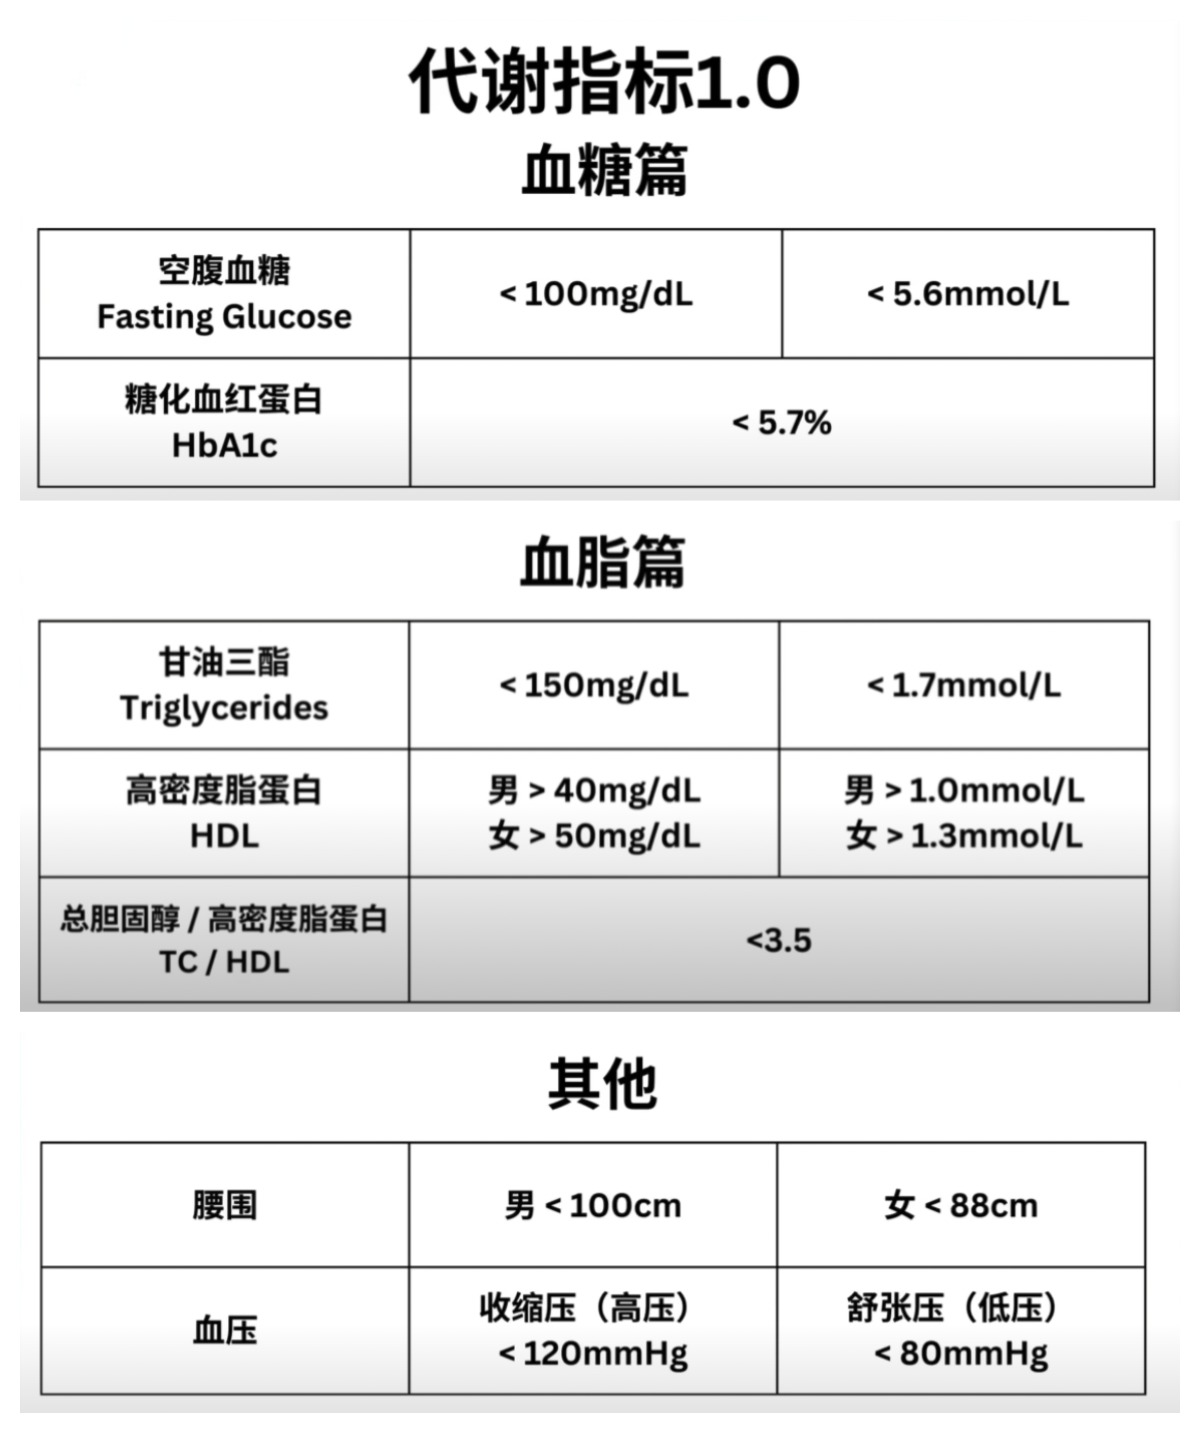 代谢指标1.0
血糖篇
空腹血糖
Fasting Glucose
< 100mg/dL
< 5.6mmol/L
糖化血红蛋白
HbA1c
< 5.7%
血脂篇
甘油三酯
Triglycerides
< 150mg/dL
< 1.7mmol/L
高密度脂蛋白
HDL
男 > 40mg/dL
女 > 50mg/dL
男 > 1.0mmol/L
女 > 1.3mmol/L
总胆固醇 / 高密度脂蛋白
TC / HDL
<3.5
其他
腰围
男 < 100cm
女 < 88cm
血压
收缩压（高压）
< 120mmHg
舒张压（低压）
< 80mmHg